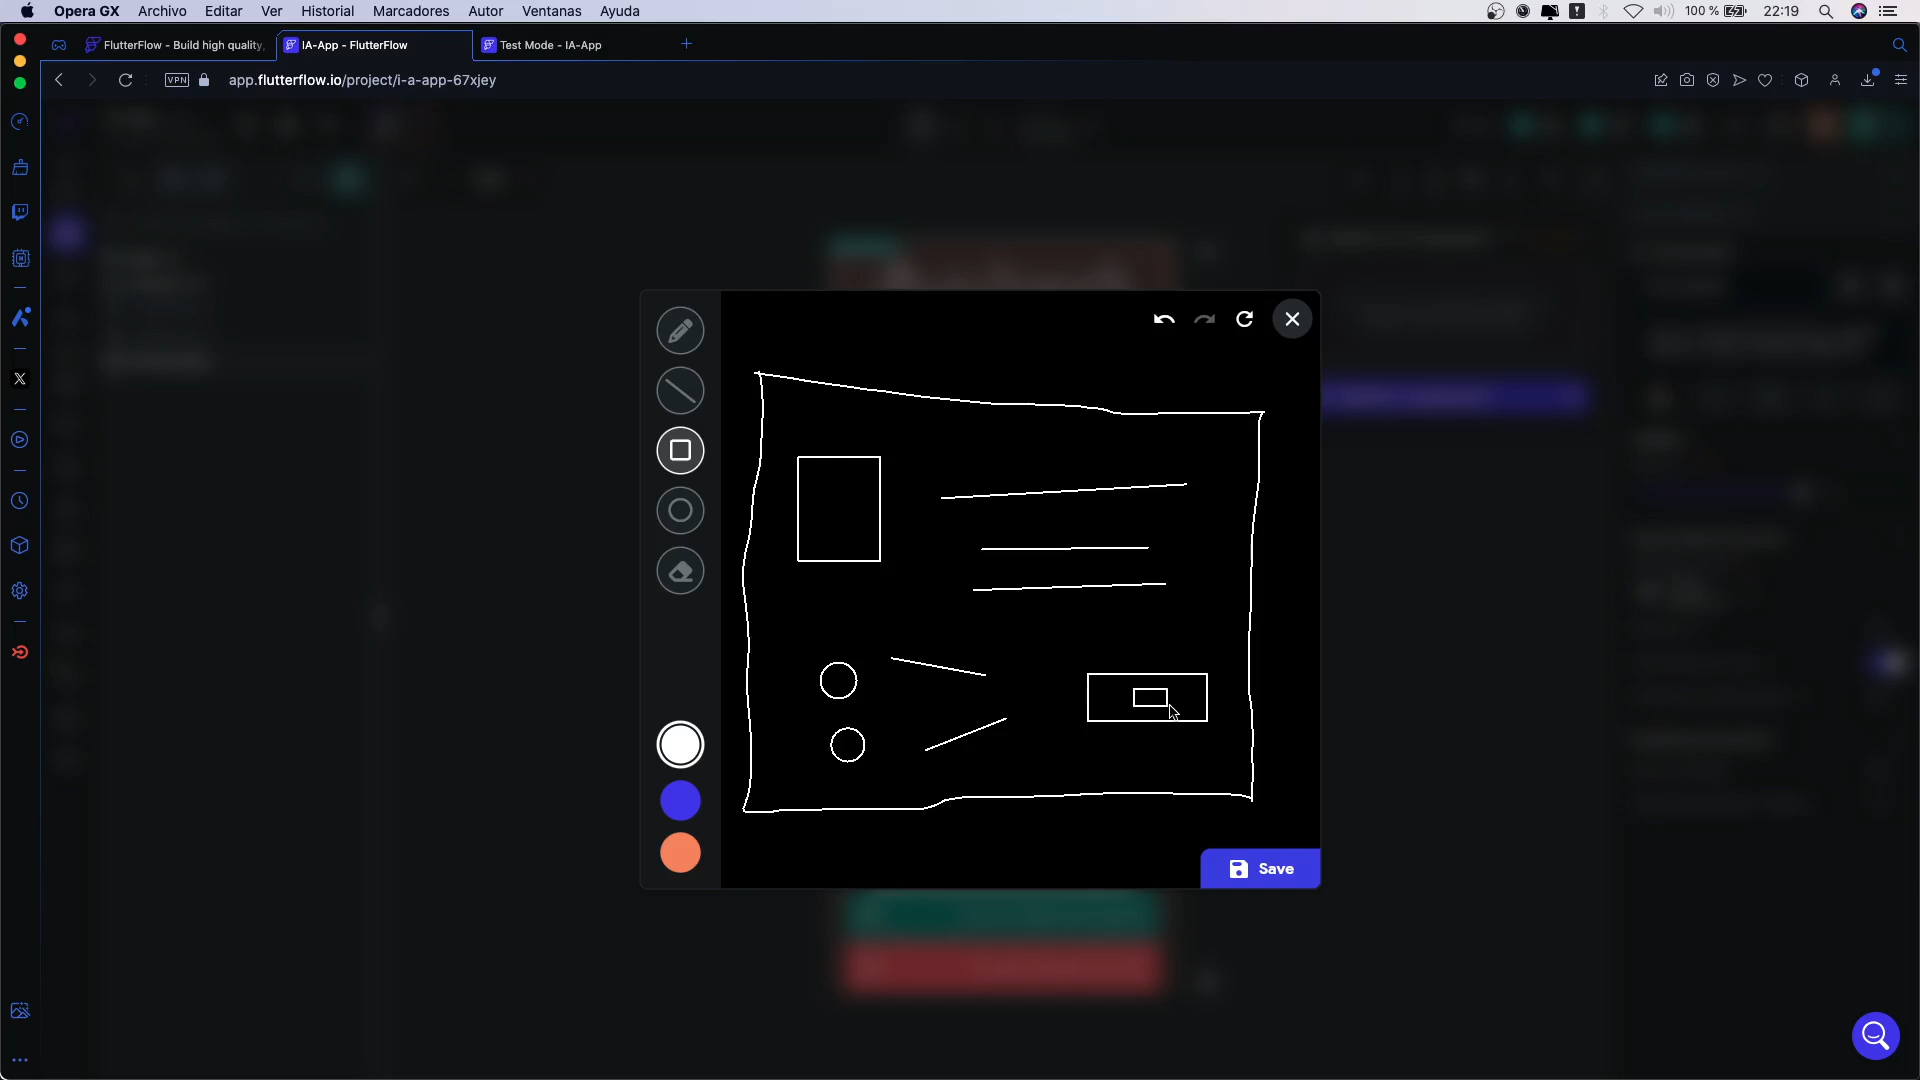 Opera GX Archivo Editar Ver Historial Marcadores Autor Ventanas Ayuda 100 % 22:19
FlutterFlow - Build high quality, IA-App - FlutterFlow Test Mode - IA-App
VPN app.flutterflow.io/project/i-a-app-67xjey
Save